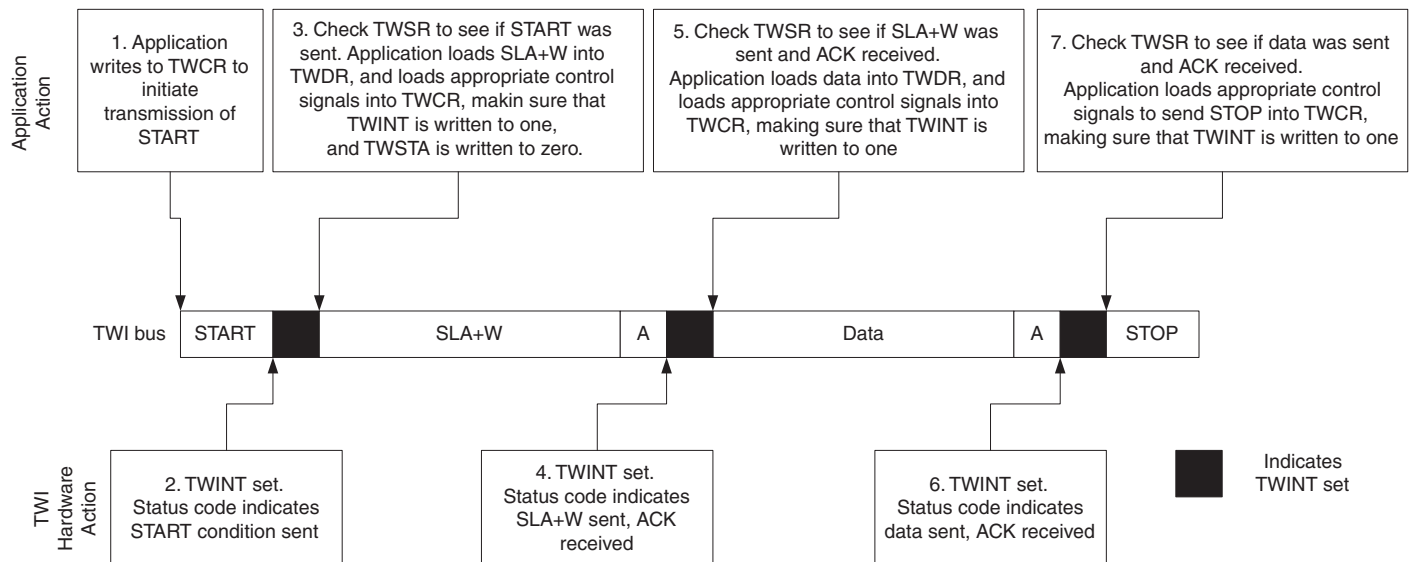 Application
Action
1. Application
writes to TWCR to
initiate
transmission of
START
3. Check TWSR to see if START was
sent. Application loads SLA+W into
TWDR, and loads appropriate control
signals into TWCR, makin sure that
TWINT is written to one,
and TWSTA is written to zero.
5. Check TWSR to see if SLA+W was
sent and ACK received.
Application loads data into TWDR, and
loads appropriate control signals into
TWCR, making sure that TWINT is
written to one
7. Check TWSR to see if data was sent
and ACK received.
Application loads appropriate control
signals to send STOP into TWCR,
making sure that TWINT is written to one
TWI bus
START
SLA+W
A
Data
A
STOP
TWI
Hardware
Action
2. TWINT set.
Status code indicates
START condition sent
4. TWINT set.
Status code indicates
SLA+W sent, ACK
received
6. TWINT set.
Status code indicates
data sent, ACK received
Indicates
TWINT set